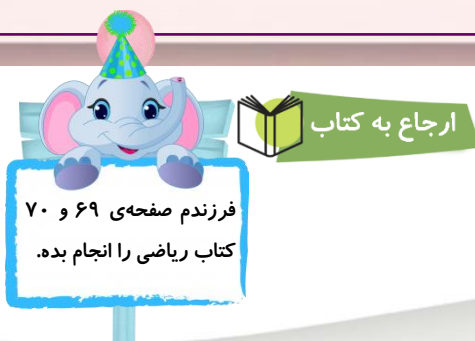 ارجاع به کتاب
فرزندم صفحه‌ی ۶۹ و ۷۰
کتاب ریاضی را انجام بده.